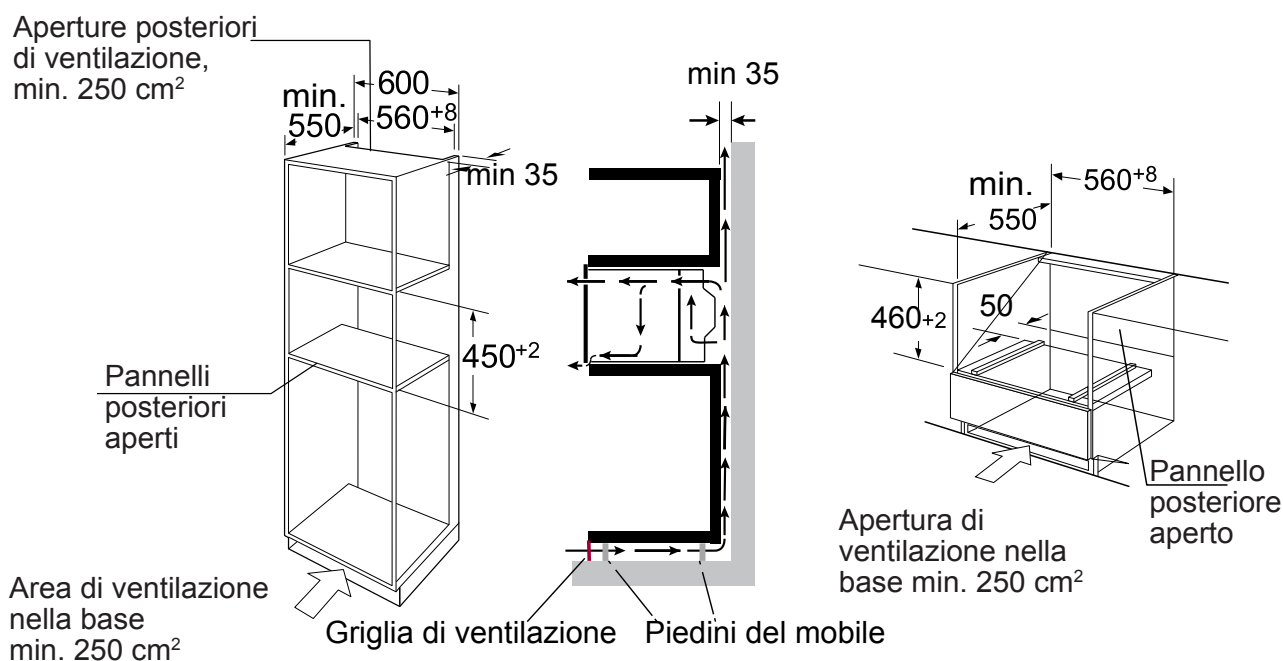 Aperture posteriori
di ventilazione,
min. 250 cm²
600
min.
550
560+8
min 35
450+2
Pannelli
posteriori
aperti
Area di ventilazione
nella base
min. 250 cm²
min 35
Griglia di ventilazione
Piedini del mobile
min.
550
560+8
460+2
50
Pannello
posteriore
aperto
Apertura di
ventilazione nella
base min. 250 cm²